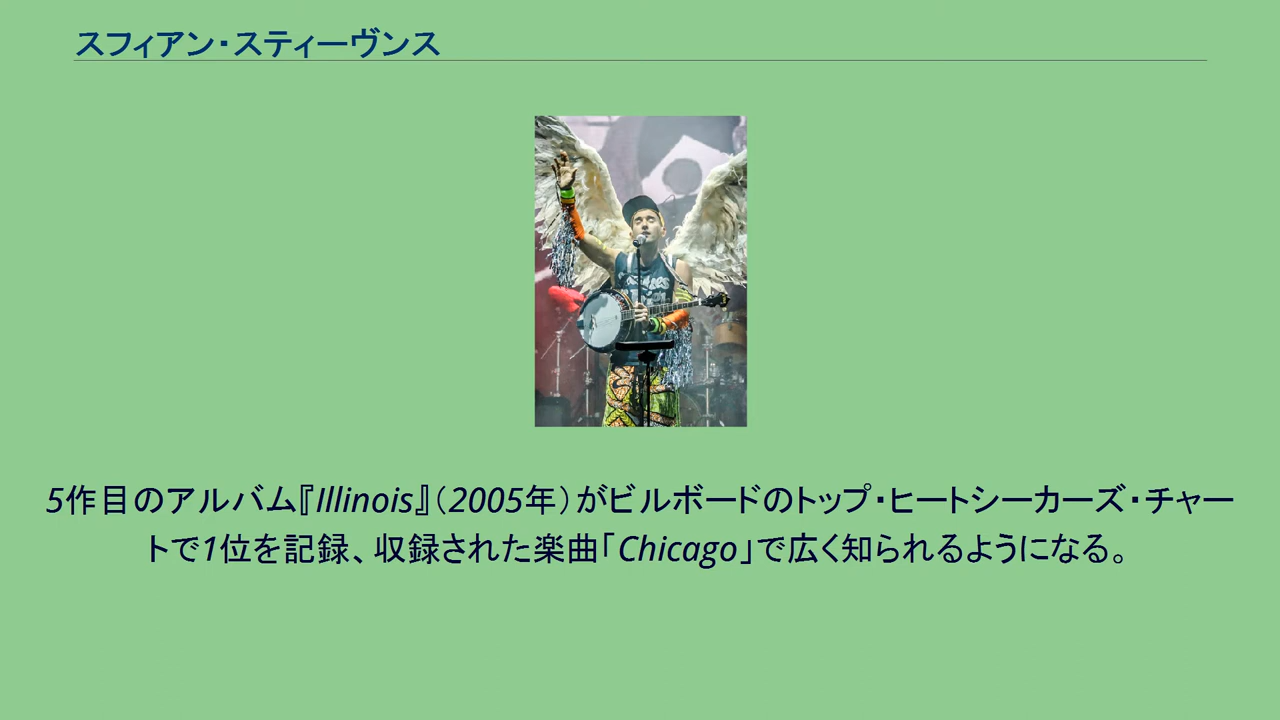 スフィアン・スティーヴンス
5作目のアルバム『Illinois』（2005年）がビルボードのトップ・ヒートシーカーズ・チャー
トで1位を記録、収録された楽曲「Chicago」で広く知られるようになる。